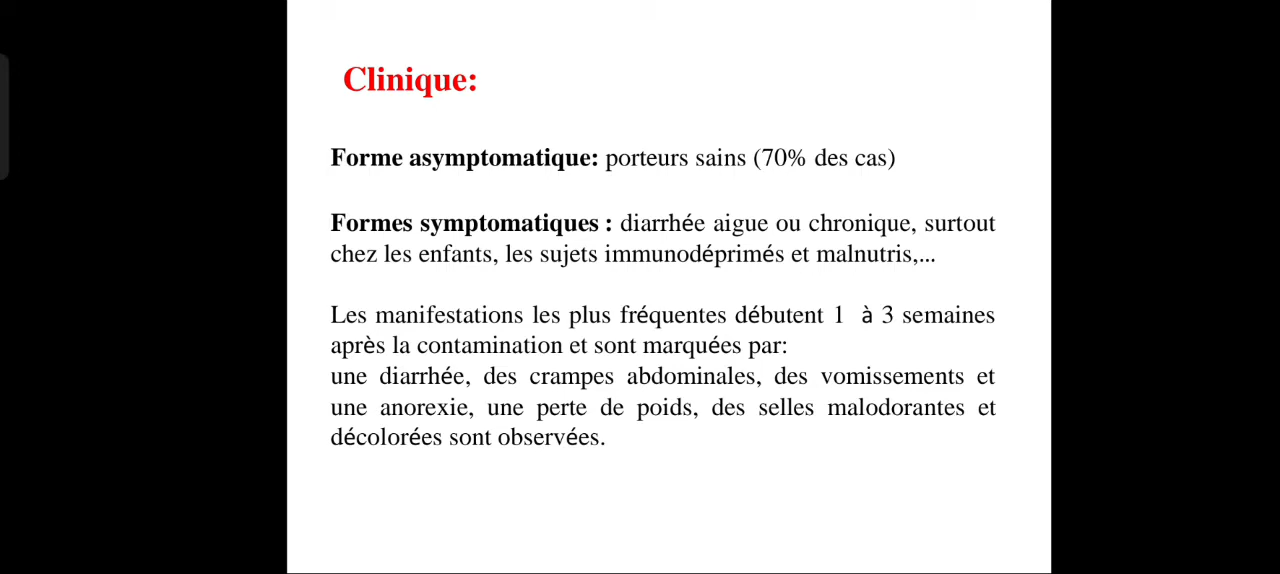 Clinique:
Forme asymptomatique: porteurs sains (70% des cas)
Formes symptomatiques : diarrhée aigue ou chronique, surtout
chez les enfants, les sujets immunodéprimés et malnutris,...
Les manifestations les plus fréquentes débutent 1 à 3 semaines
après la contamination et sont marquées par:
une diarrhée, des crampes abdominales, des vomissements et
une anorexie, une perte de poids, des selles malodorantes et
décolorées sont observées.